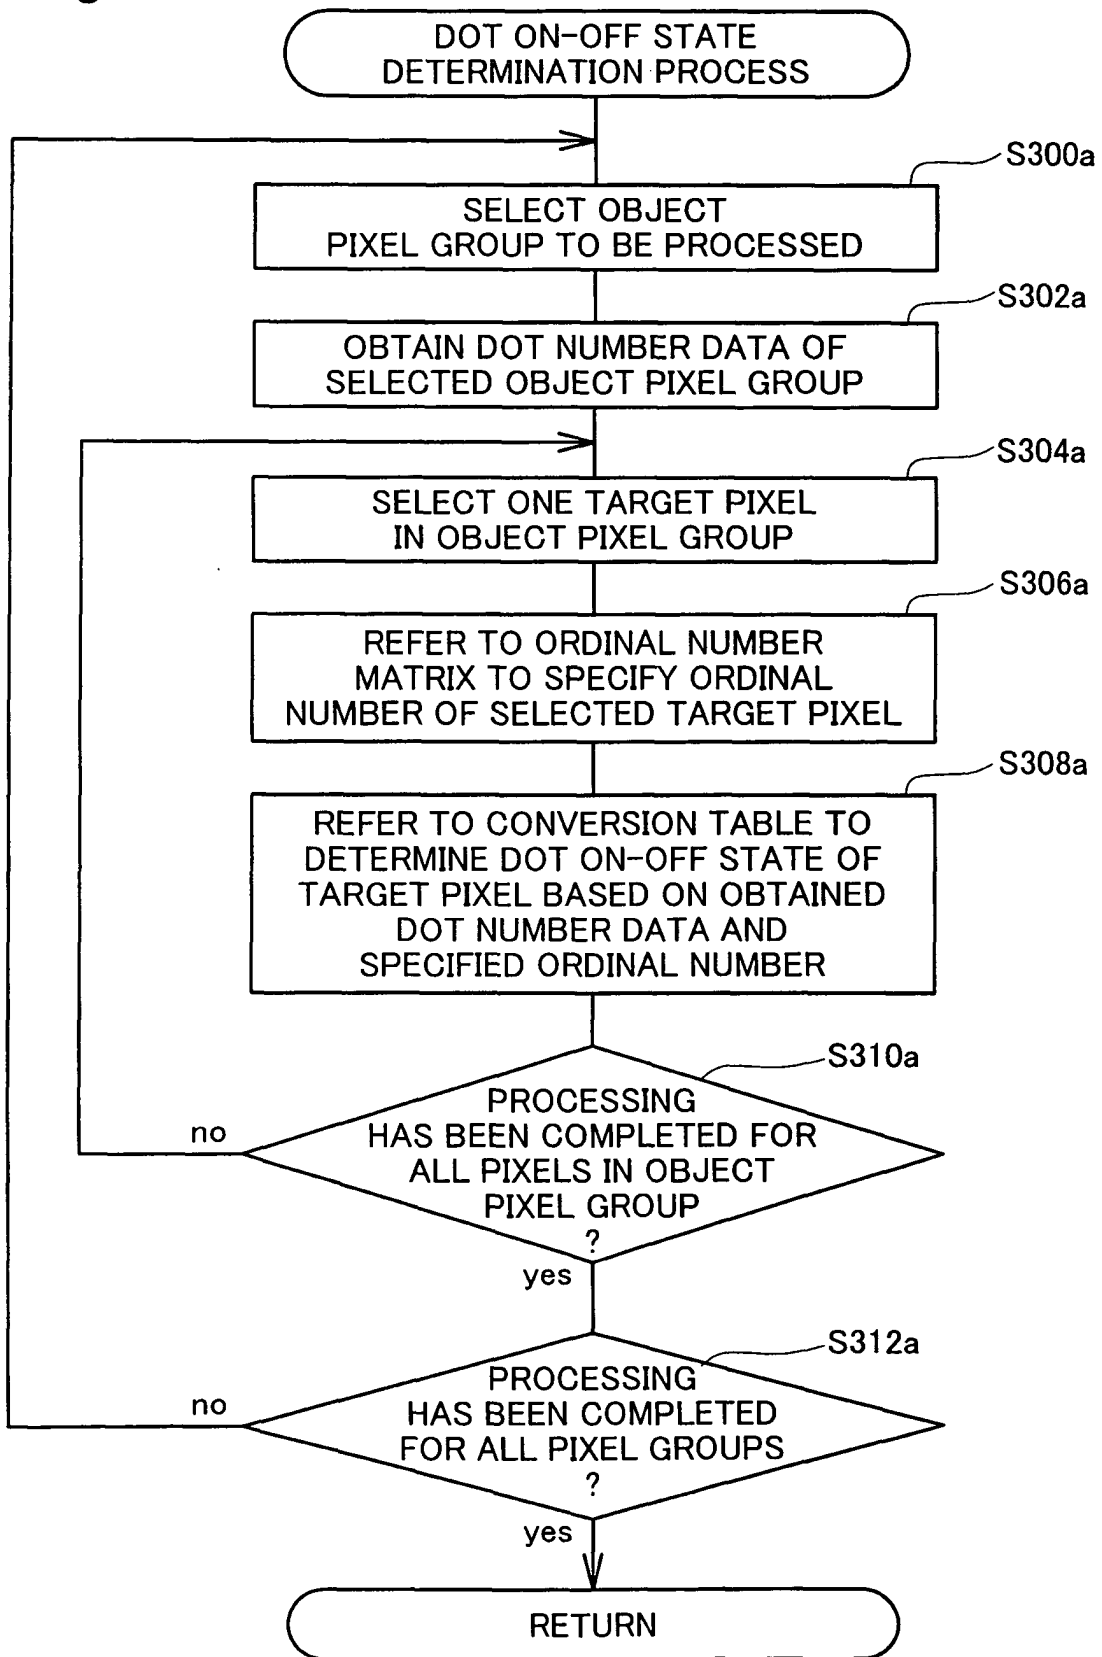 DOT ON-OFF STATE
DETERMINATION PROCESS
S300a
SELECT OBJECT
PIXEL GROUP TO BE PROCESSED
S302a
OBTAIN DOT NUMBER DATA OF
SELECTED OBJECT PIXEL GROUP
S304a
SELECT ONE TARGET PIXEL
IN OBJECT PIXEL GROUP
S306a
REFER TO ORDINAL NUMBER
MATRIX TO SPECIFY ORDINAL
NUMBER OF SELECTED TARGET PIXEL
S308a
REFER TO CONVERSION TABLE TO
DETERMINE DOT ON-OFF STATE OF
TARGET PIXEL BASED ON OBTAINED
DOT NUMBER DATA AND
SPECIFIED ORDINAL NUMBER
S310a
PROCESSING
HAS BEEN COMPLETED FOR
ALL PIXELS IN OBJECT
PIXEL GROUP
?
no
yes
S312a
PROCESSING
HAS BEEN COMPLETED
FOR ALL PIXEL GROUPS
?
no
yes
RETURN